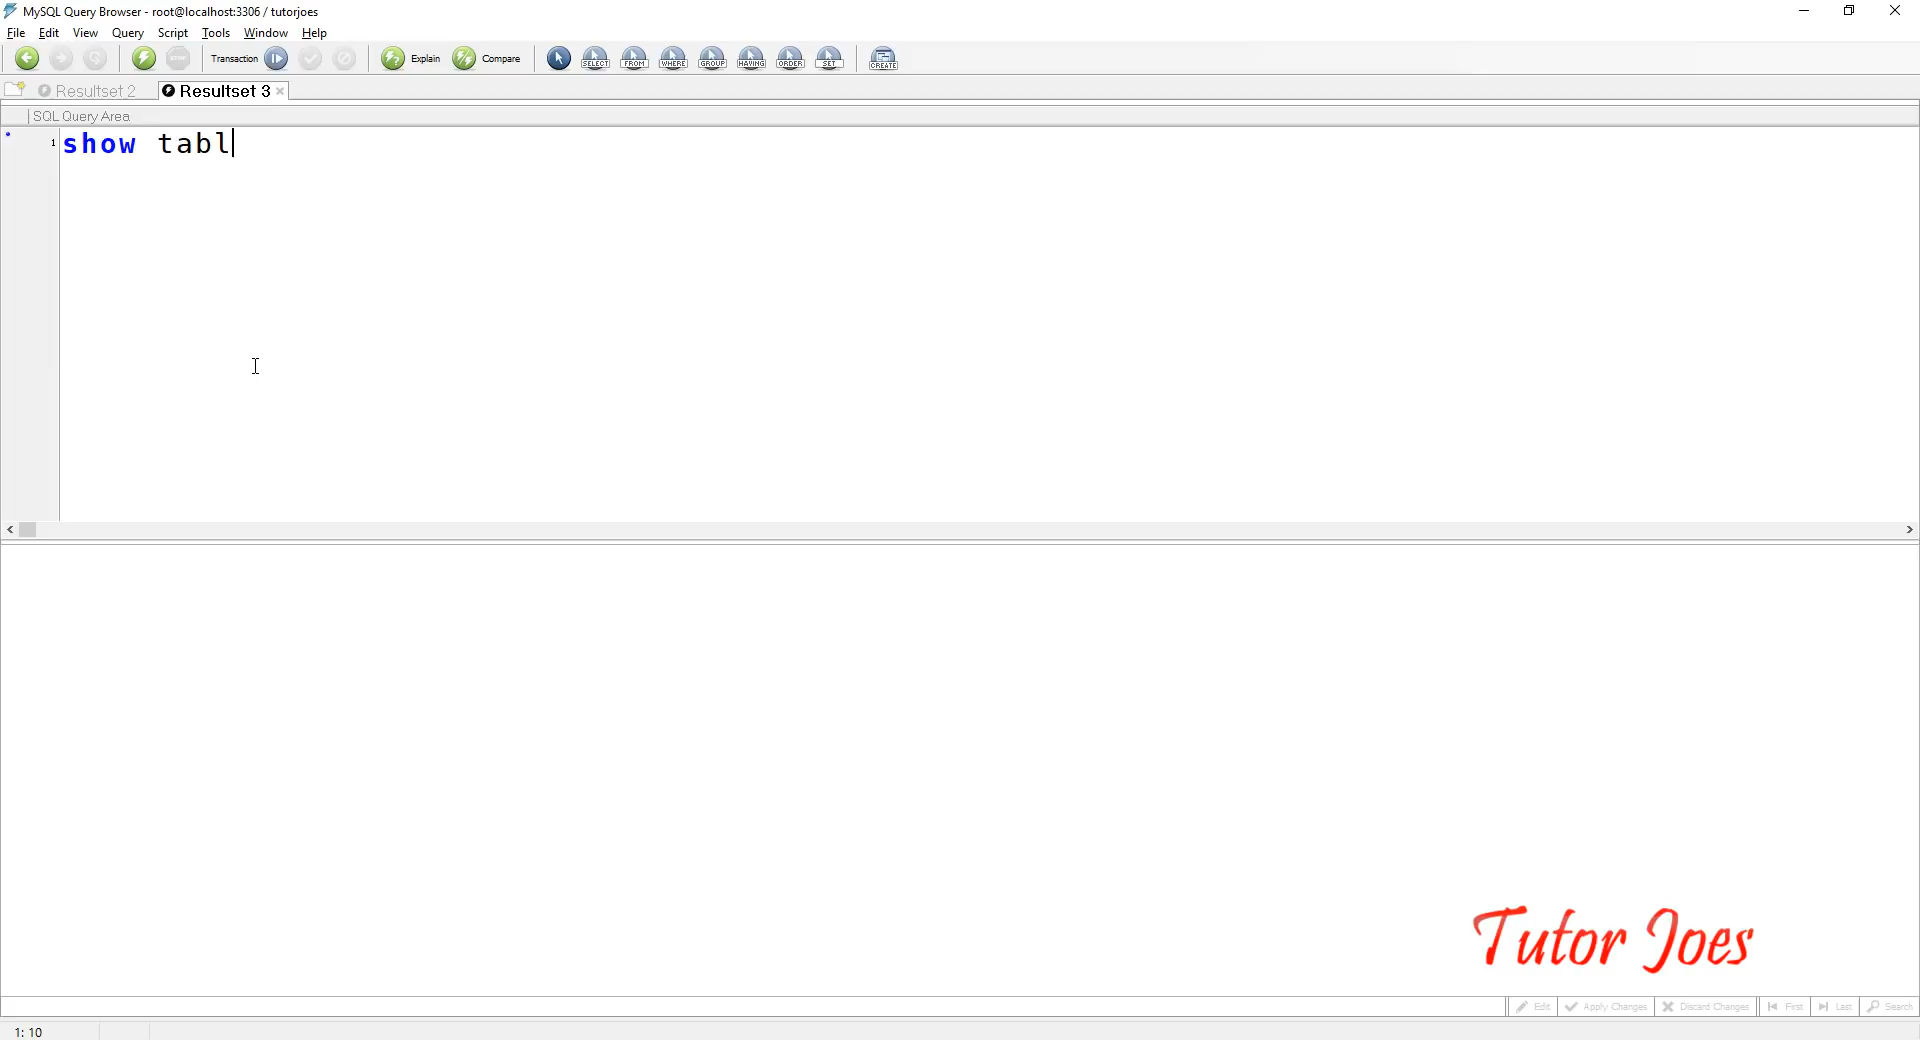 MySQL Query Browser - root@localhost:3306 / tutorjoes
File Edit View Query Script Tools Window Help
STOP Transaction Explain Compare SELECT FROM WHERE GROUP HAVING ORDER SET CREATE
Resultset 2 Resultset 3
SQL Query Area
1 show tabl
Tutor Joes
Edit Apply Changes Discard Changes First Last Search
1: 10